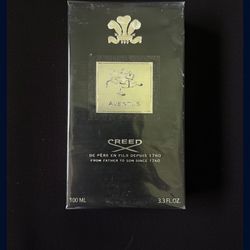 AVENTUS
CREED
DE PÈRE EN FILS DEPUIS 1760
FROM FATHER TO SON SINCE 1760
100 ML 3.3 FL.OZ.